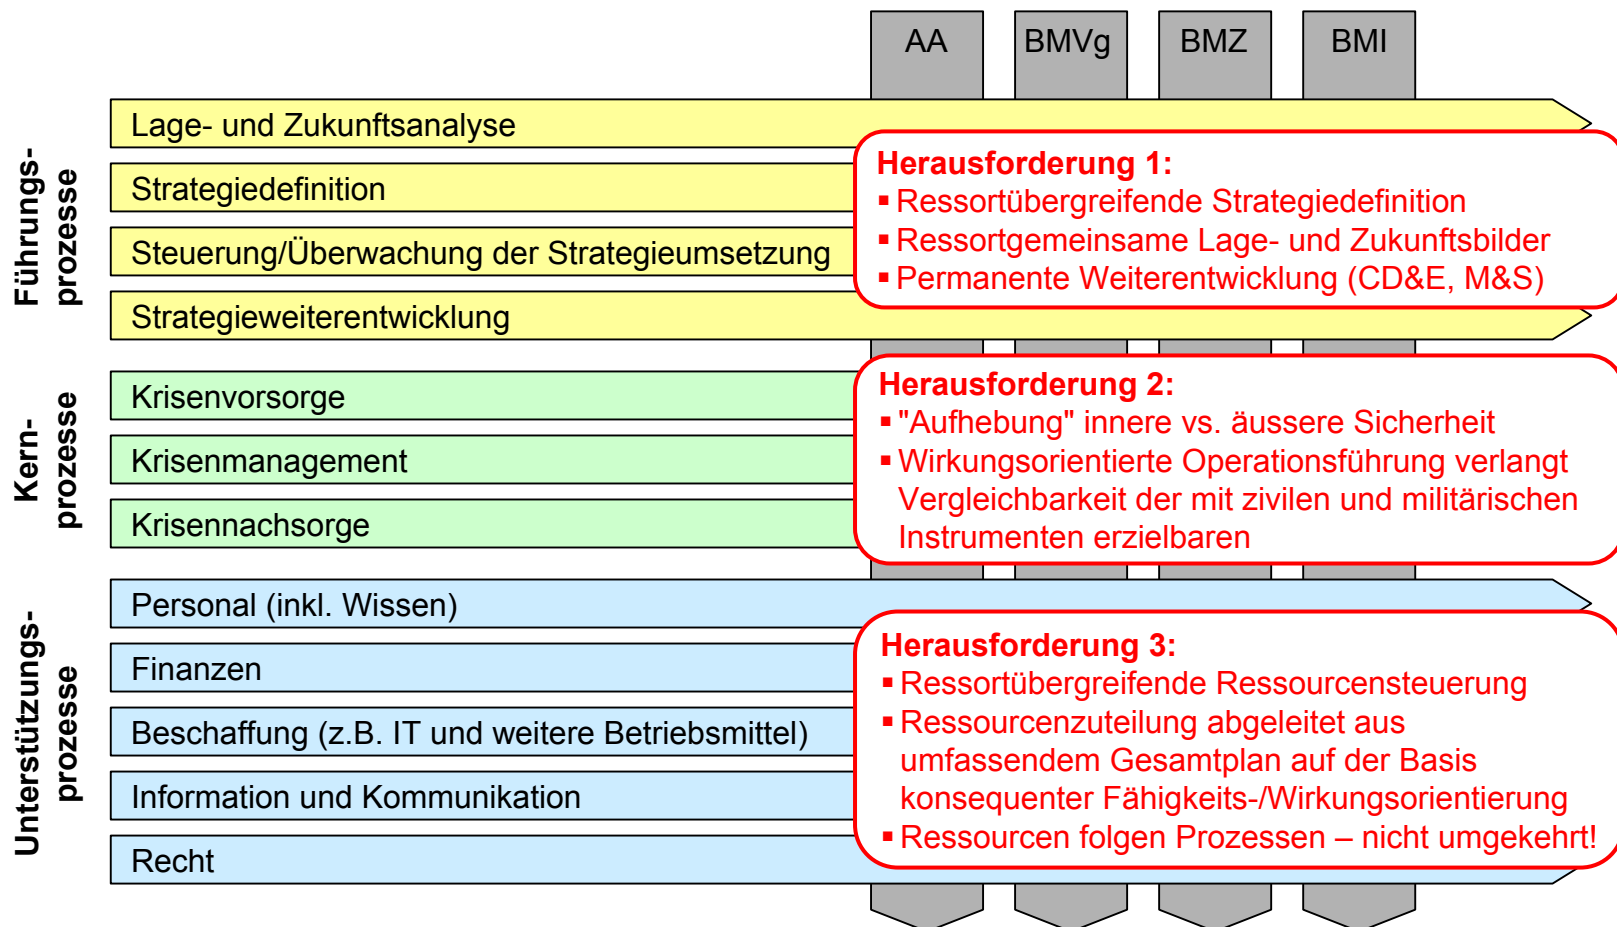 AA
BMVg
BMZ
BMI
Führungs-
prozesse
Lage- und Zukunftsanalyse
Strategiedefinition
Steuerung/Überwachung der Strategieumsetzung
Strategieweiterentwicklung
Herausforderung 1:
▪ Ressortübergreifende Strategiedefinition
▪ Ressortgemeinsame Lage- und Zukunftsbilder
▪ Permanente Weiterentwicklung (CD&E, M&S)
Kern-
prozesse
Krisenvorsorge
Krisenmanagement
Krisennachsorge
Herausforderung 2:
▪ "Aufhebung" innere vs. äussere Sicherheit
▪ Wirkungsorientierte Operationsführung verlangt
Vergleichbarkeit der mit zivilen und militärischen
Instrumenten erzielbaren
Unterstützungs-
prozesse
Personal (inkl. Wissen)
Finanzen
Beschaffung (z.B. IT und weitere Betriebsmittel)
Information und Kommunikation
Recht
Herausforderung 3:
▪ Ressortübergreifende Ressourcensteuerung
▪ Ressourcenzuteilung abgeleitet aus
umfassendem Gesamtplan auf der Basis
konsequenter Fähigkeits-/Wirkungsorientierung
▪ Ressourcen folgen Prozessen – nicht umgekehrt!